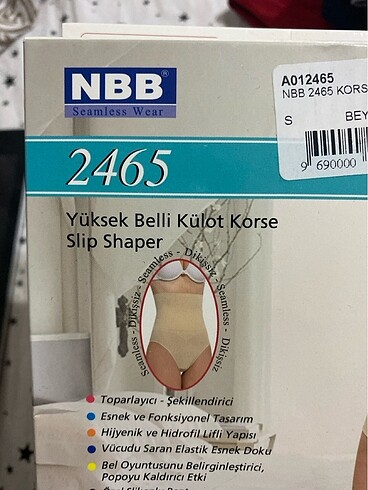 NBB®
Seamless Wear
A012465
NBB 2465 KORS
S BEY
9 690000
2465
Yüksek Belli Külot Korse
Slip Shaper
Dikişsiz - Seamless - Dikişsiz - Seamless - Dikişsiz
Toparlayıcı - Şekillendirici
Esnek ve Fonksiyonel Tasarım
Hijyenik ve Hidrofil Lifli Yapısı
Vücudu Saran Elastik Esnek Doku
Bel Oyuntusunu Belirginleştirici,
Popoyu Kaldırıcı Etki